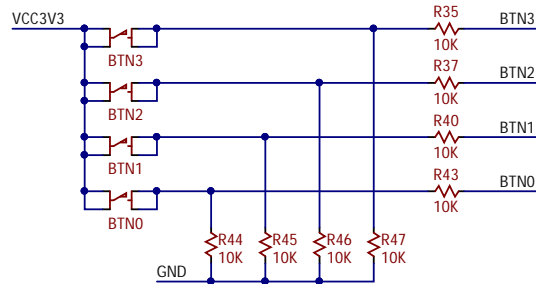 VCC3V3
R35
BTN3
BTN3
10K
R37
BTN2
BTN2
10K
R40
BTN1
BTN1
10K
R43
BTN0
BTN0
10K
R44
R45
R46
R47
10K
10K
10K
10K
GND